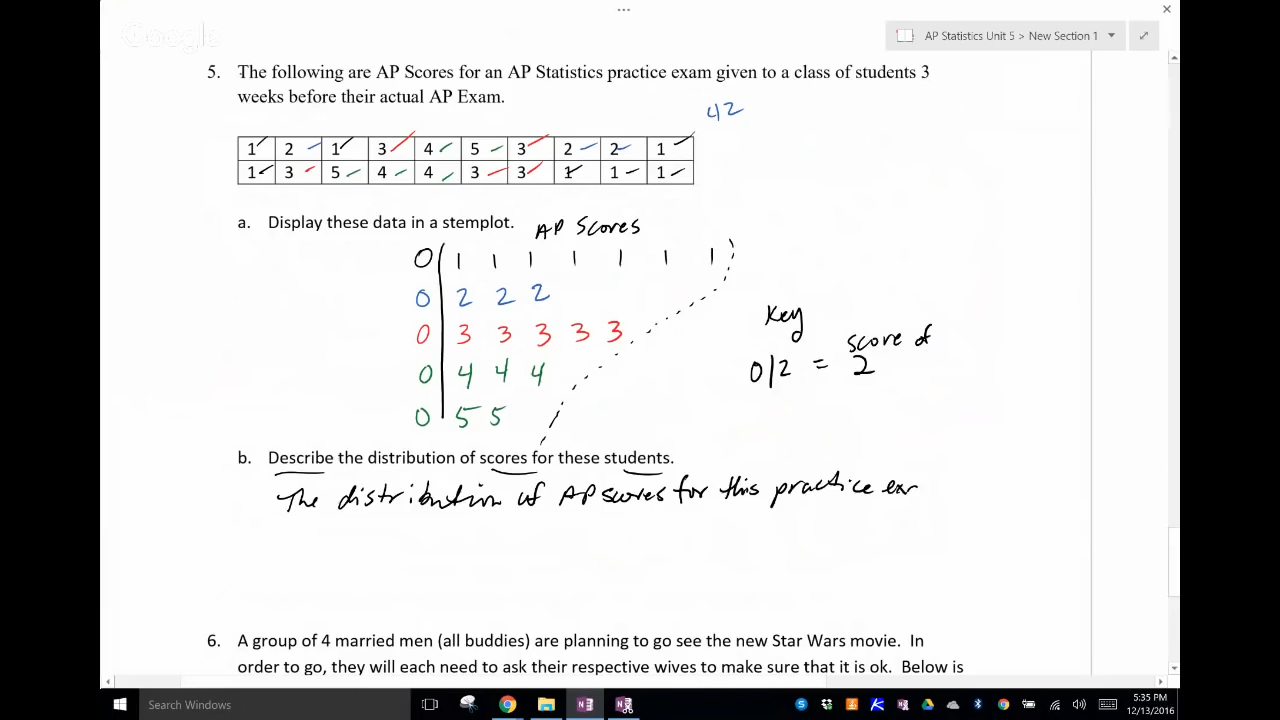 ...
Google
AP Statistics Unit 5 > New Section 1
5. The following are AP Scores for an AP Statistics practice exam given to a class of students 3
weeks before their actual AP Exam.
42
1 2 1 3 4 5 3 2 2 1
1 3 5 4 4 3 3 1 1 1
a. Display these data in a stemplot. AP Scores
0 | 1 1 1 1 1 1 1
0 | 2 2 2
0 | 3 3 3 3 3
0 | 4 4 4
0 | 5 5
Key
0|2 = score of
2
b. Describe the distribution of scores for these students.
The distribution of AP scores for this practice exr
6. A group of 4 married men (all buddies) are planning to go see the new Star Wars movie. In
order to go, they will each need to ask their respective wives to make sure that it is ok. Below is
Search Windows
5:35 PM
12/13/2016